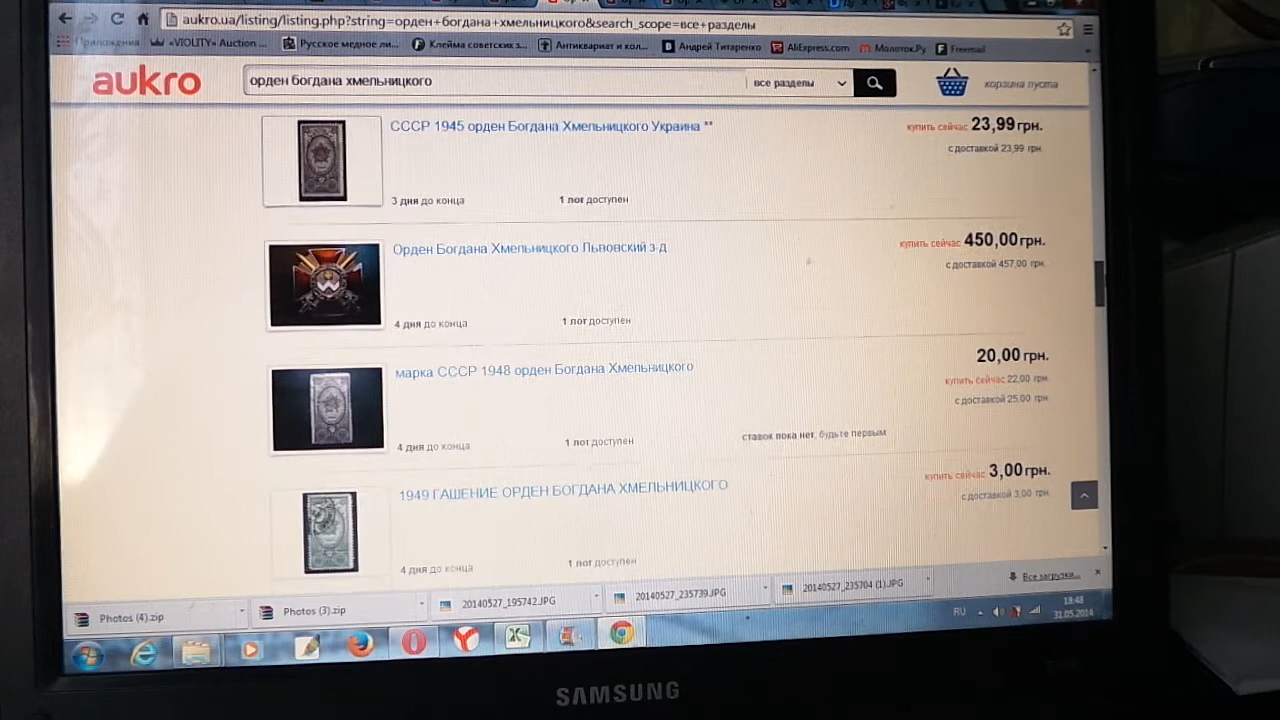 aukro.ua/listing/listing.php?string=орден+богдана+хмельницкого&search_scope=все+разделы
Приложения «VIOLITY» Auction ... Русское медное ли... Клейма советских з... Антиквариат и кол... Андрей Титаренко AliExpress.com Молоток.Ру Freemail
aukro орден богдана хмельницкого все разделы корзина пуста
СССР 1945 орден Богдана Хмельницкого Украина ** купить сейчас 23,99 грн.
с доставкой 23,99 грн.
3 дня до конца 1 лот доступен
Орден Богдана Хмельницкого Львовский з-д купить сейчас 450,00 грн.
с доставкой 457,00 грн.
4 дня до конца 1 лот доступен
20,00 грн.
марка СССР 1948 орден Богдана Хмельницкого купить сейчас 22,00 грн.
с доставкой 25,00 грн.
4 дня до конца 1 лот доступен ставок пока нет, будьте первым
1949 ГАШЕНИЕ ОРДЕН БОГДАНА ХМЕЛЬНИЦКОГО купить сейчас 3,00 грн.
с доставкой 3,00 грн.
4 дня до конца 1 лот доступен
Photos (4).zip Photos (3).zip 20140527_195742.JPG 20140527_235739.JPG 20140527_235704 (1).JPG Все загрузки...
RU 18:48
31.05.2014
SAMSUNG